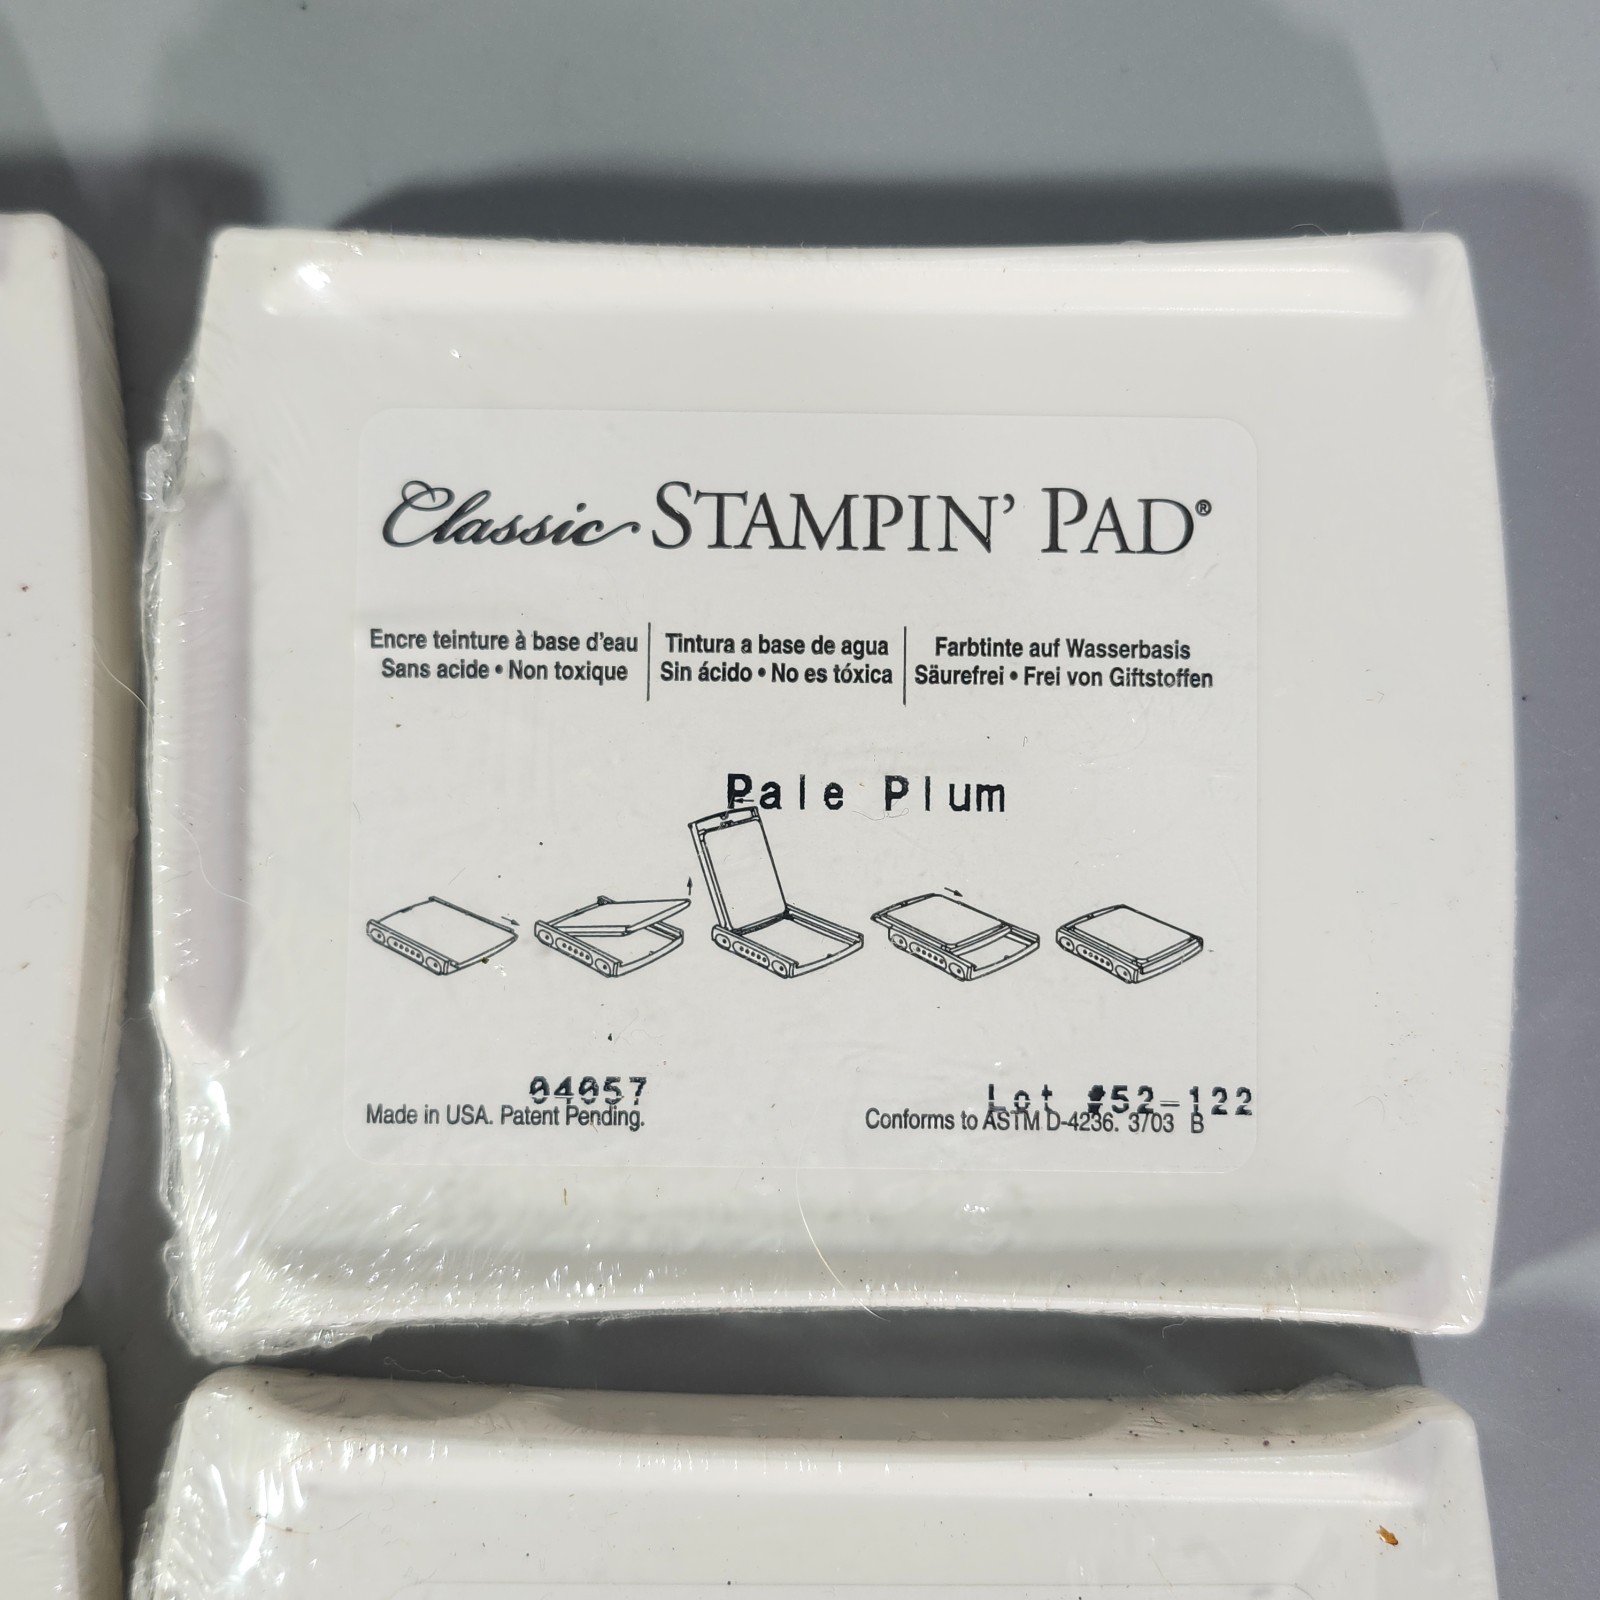 Classic STAMPIN' PAD®
Encre teinture à base d'eau
Sans acide • Non toxique
Tintura a base de agua
Sin ácido • No es tóxica
Farbtinte auf Wasserbasis
Säurefrei • Frei von Giftstoffen
Pale Plum
04057
Made in USA. Patent Pending.
Lot #52-122
Conforms to ASTM D-4236. 3703 B